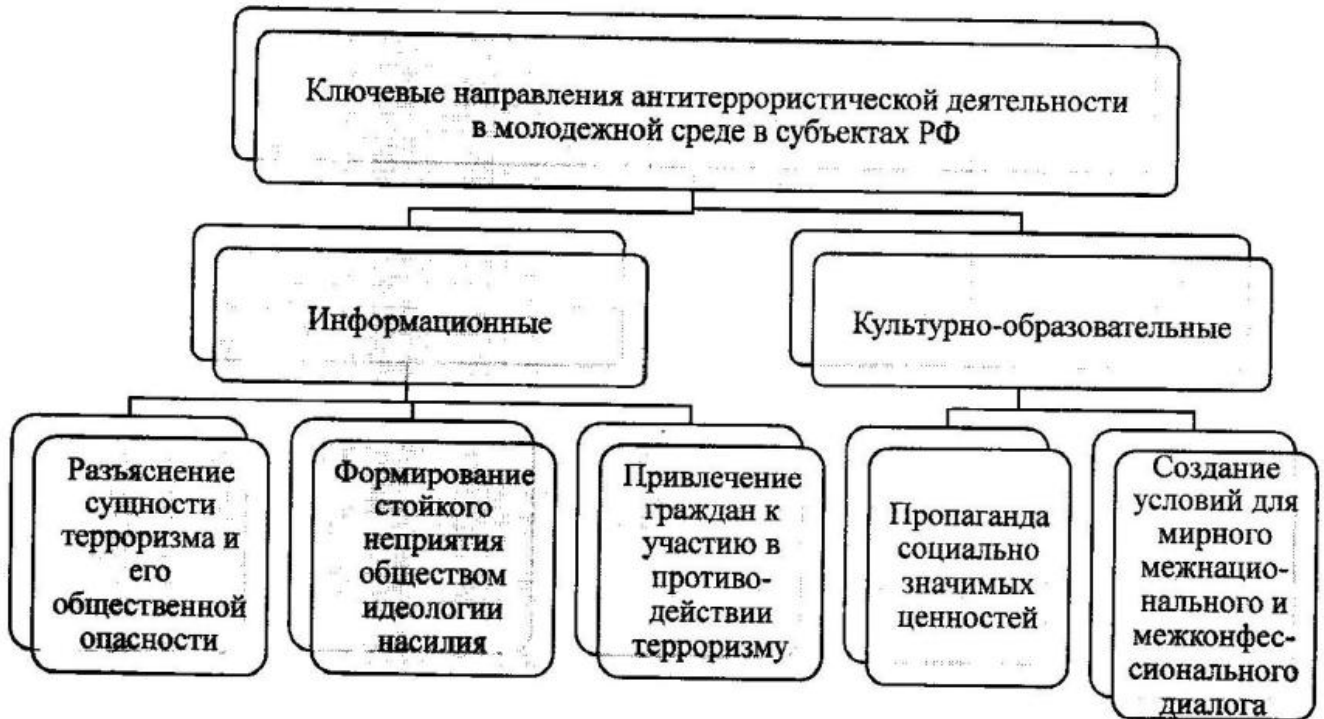 Ключевые направления антитеррористической деятельности
в молодежной среде в субъектах РФ
Информационные
Культурно-образовательные
Разъяснение
сущности
терроризма и
его
общественной
опасности
Формирование
стойкого
неприятия
обществом
идеологии
насилия
Привлечение
граждан к
участию в
противо-
действии
терроризму
Пропаганда
социально
значимых
ценностей
Создание
условий для
мирного
межнацио-
нального и
межконфес-
сионального
диалога